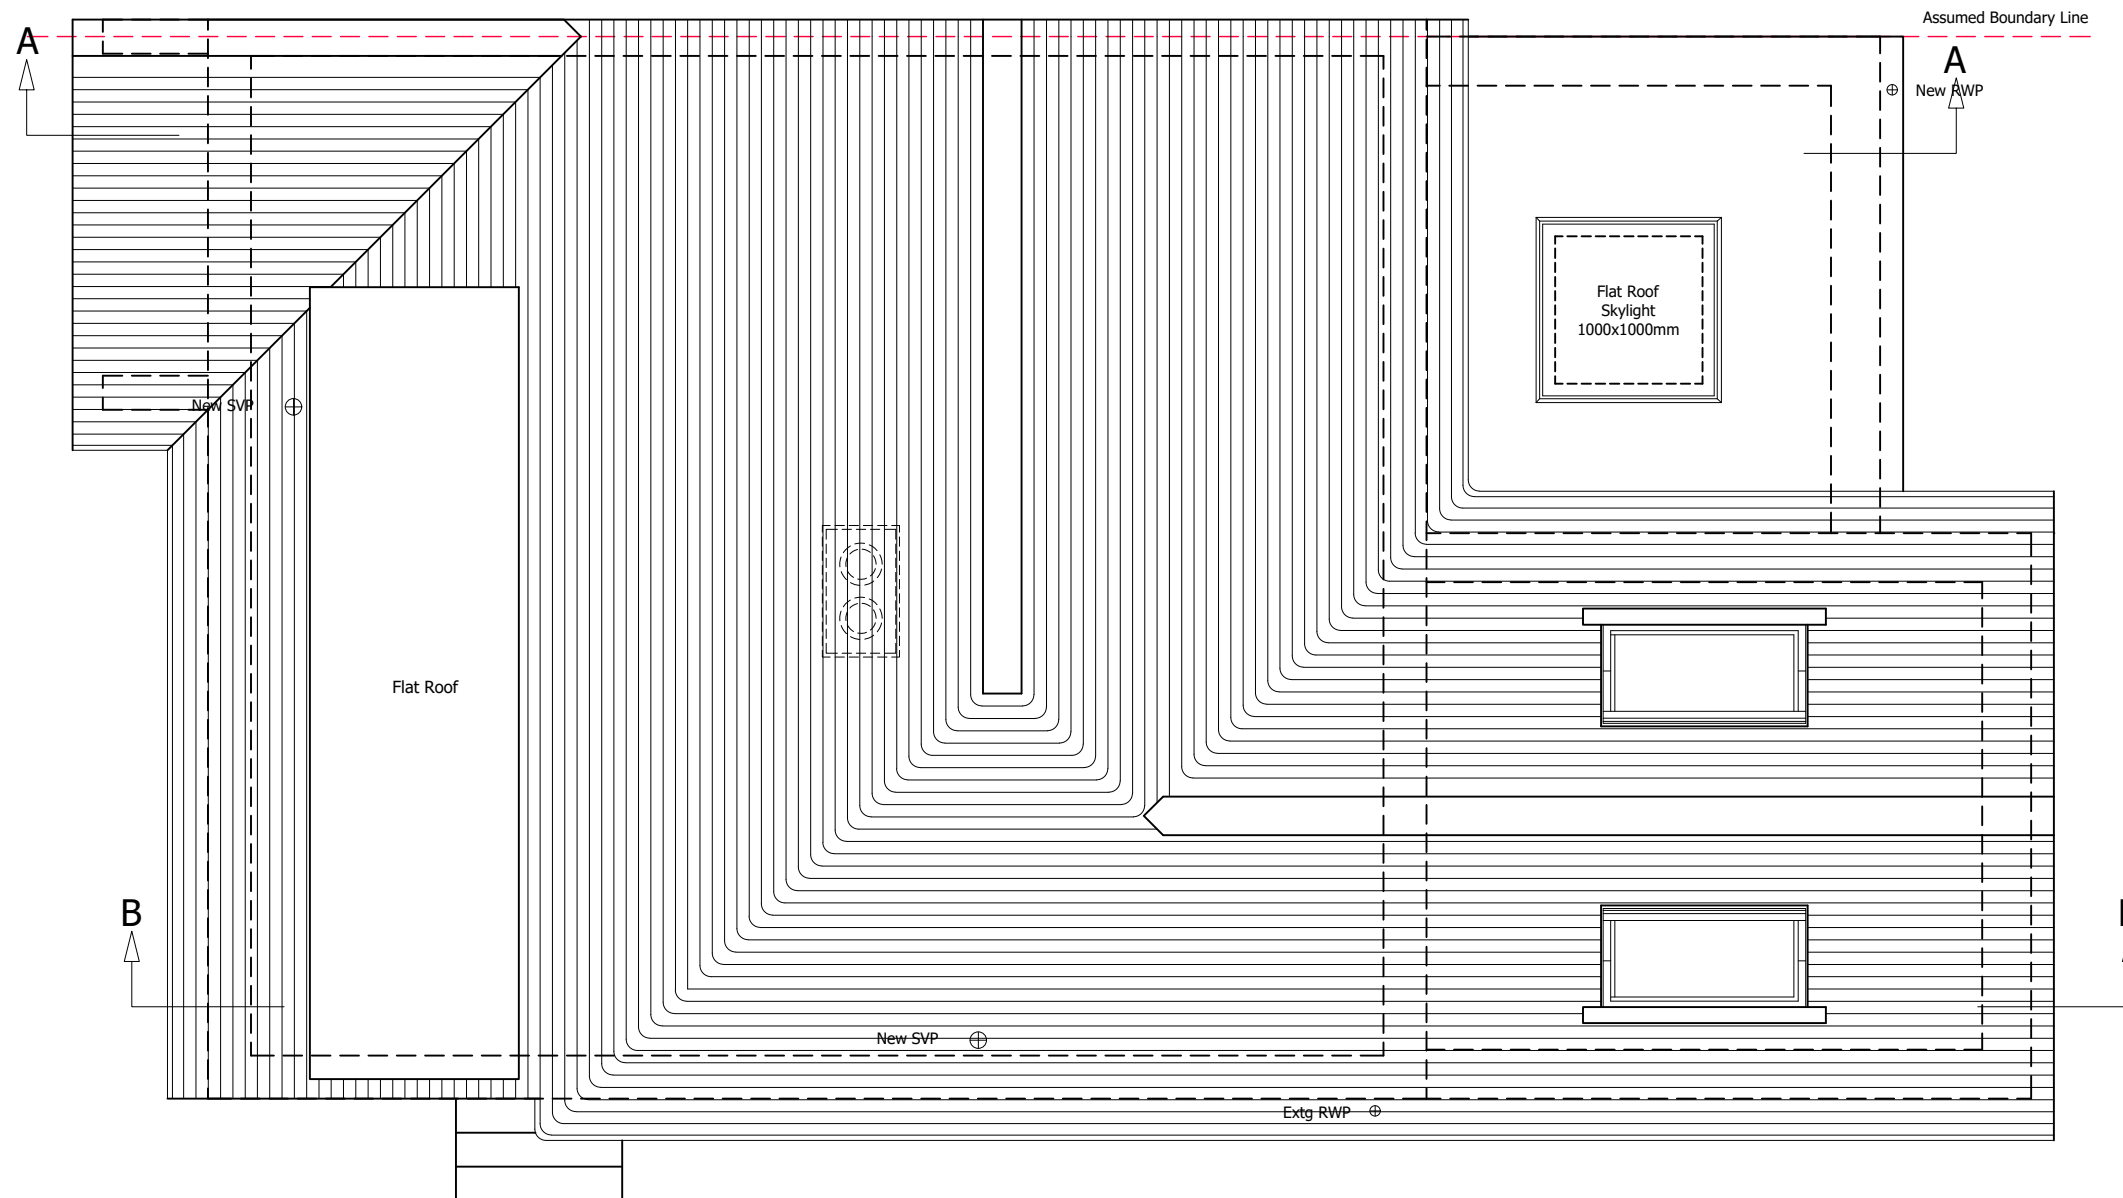 Assumed Boundary Line
A
A
New RWP
Flat Roof
Skylight
1000x1000mm
New SVP
Flat Roof
B
New SVP
Extg RWP